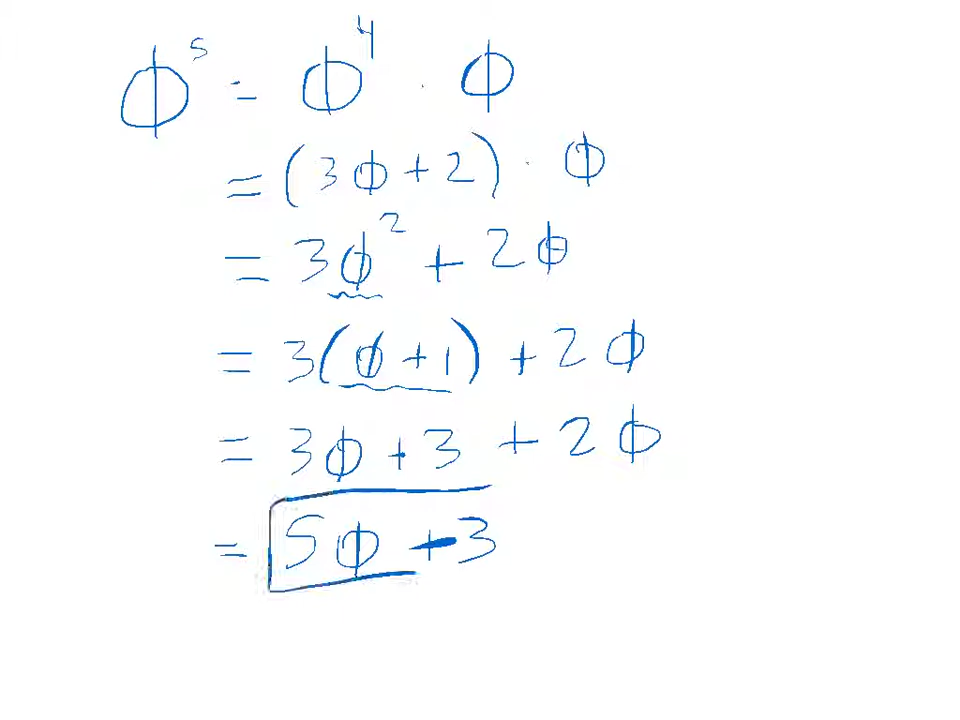 ϕ⁵ = ϕ⁴ · ϕ
= (3ϕ + 2) · ϕ
= 3ϕ² + 2ϕ
= 3(ϕ + 1) + 2ϕ
= 3ϕ + 3 + 2ϕ
= 5ϕ + 3